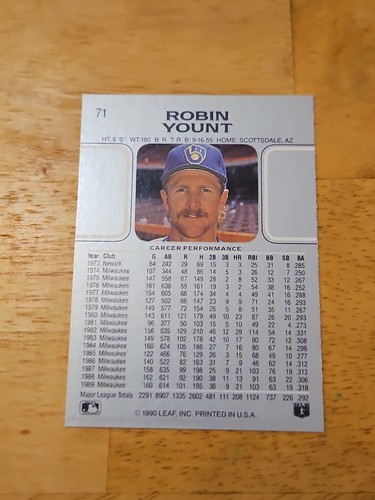 71
ROBIN
YOUNT
HT: 6' 0" WT: 180 B: R T: R B: 9-16-55 HOME: SCOTTSDALE, AZ
CAREER PERFORMANCE
Year Club G AB R H 2B 3B HR RBI BB SB BA
1973 Newark 64 242 29 69 15 3 3 25 31 8 .285
1974 Milwaukee 107 344 48 86 14 5 3 26 12 7 .250
1975 Milwaukee 147 558 67 149 28 2 8 52 33 12 .267
1976 Milwaukee 161 638 59 161 19 3 2 54 38 16 .252
1977 Milwaukee 154 605 66 174 34 4 4 49 41 16 .288
1978 Milwaukee 127 502 66 147 23 9 9 71 24 16 .293
1979 Milwaukee 149 577 72 154 26 5 8 51 35 11 .267
1980 Milwaukee 143 611 121 179 49 10 23 87 26 20 .293
1981 Milwaukee 96 377 50 103 15 5 10 49 22 4 .273
1982 Milwaukee 156 635 129 210 46 12 29 114 54 14 .331
1983 Milwaukee 149 578 102 178 42 10 17 80 72 12 .308
1984 Milwaukee 160 624 105 186 27 7 16 80 67 14 .298
1985 Milwaukee 122 466 76 129 26 3 15 68 49 10 .277
1986 Milwaukee 140 522 82 163 31 7 9 46 62 14 .312
1987 Milwaukee 158 635 99 198 25 9 21 103 76 19 .312
1988 Milwaukee 162 621 92 190 38 11 13 91 63 22 .306
1989 Milwaukee 160 614 101 195 38 9 21 103 63 19 .318
Major League Totals 2291 8907 1335 2602 481 111 208 1124 737 226 .292
© 1990 LEAF, INC. PRINTED IN U.S.A.